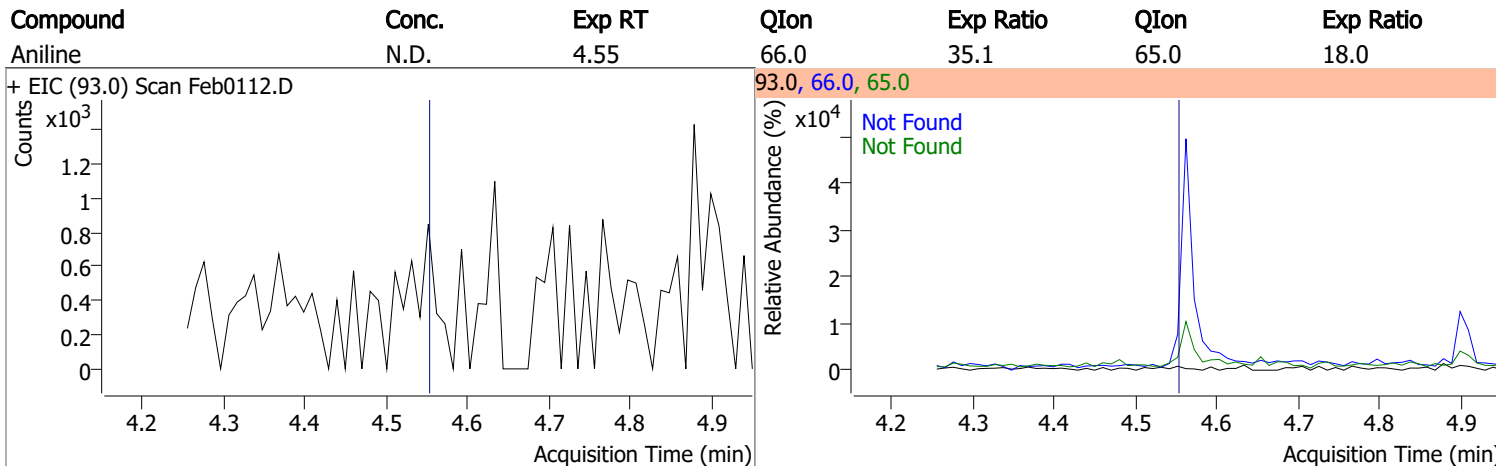 Compound Conc. Exp RT QIon Exp Ratio QIon Exp Ratio
Aniline N.D. 4.55 66.0 35.1 65.0 18.0
+ EIC (93.0) Scan Feb0112.D
Counts
x10³
1.2
1
0.8
0.6
0.4
0.2
0
4.2 4.3 4.4 4.5 4.6 4.7 4.8 4.9
Acquisition Time (min)
93.0, 66.0, 65.0
Relative Abundance (%)
x10⁴
Not Found
Not Found
4
3
2
1
0
4.2 4.3 4.4 4.5 4.6 4.7 4.8 4.9
Acquisition Time (min)